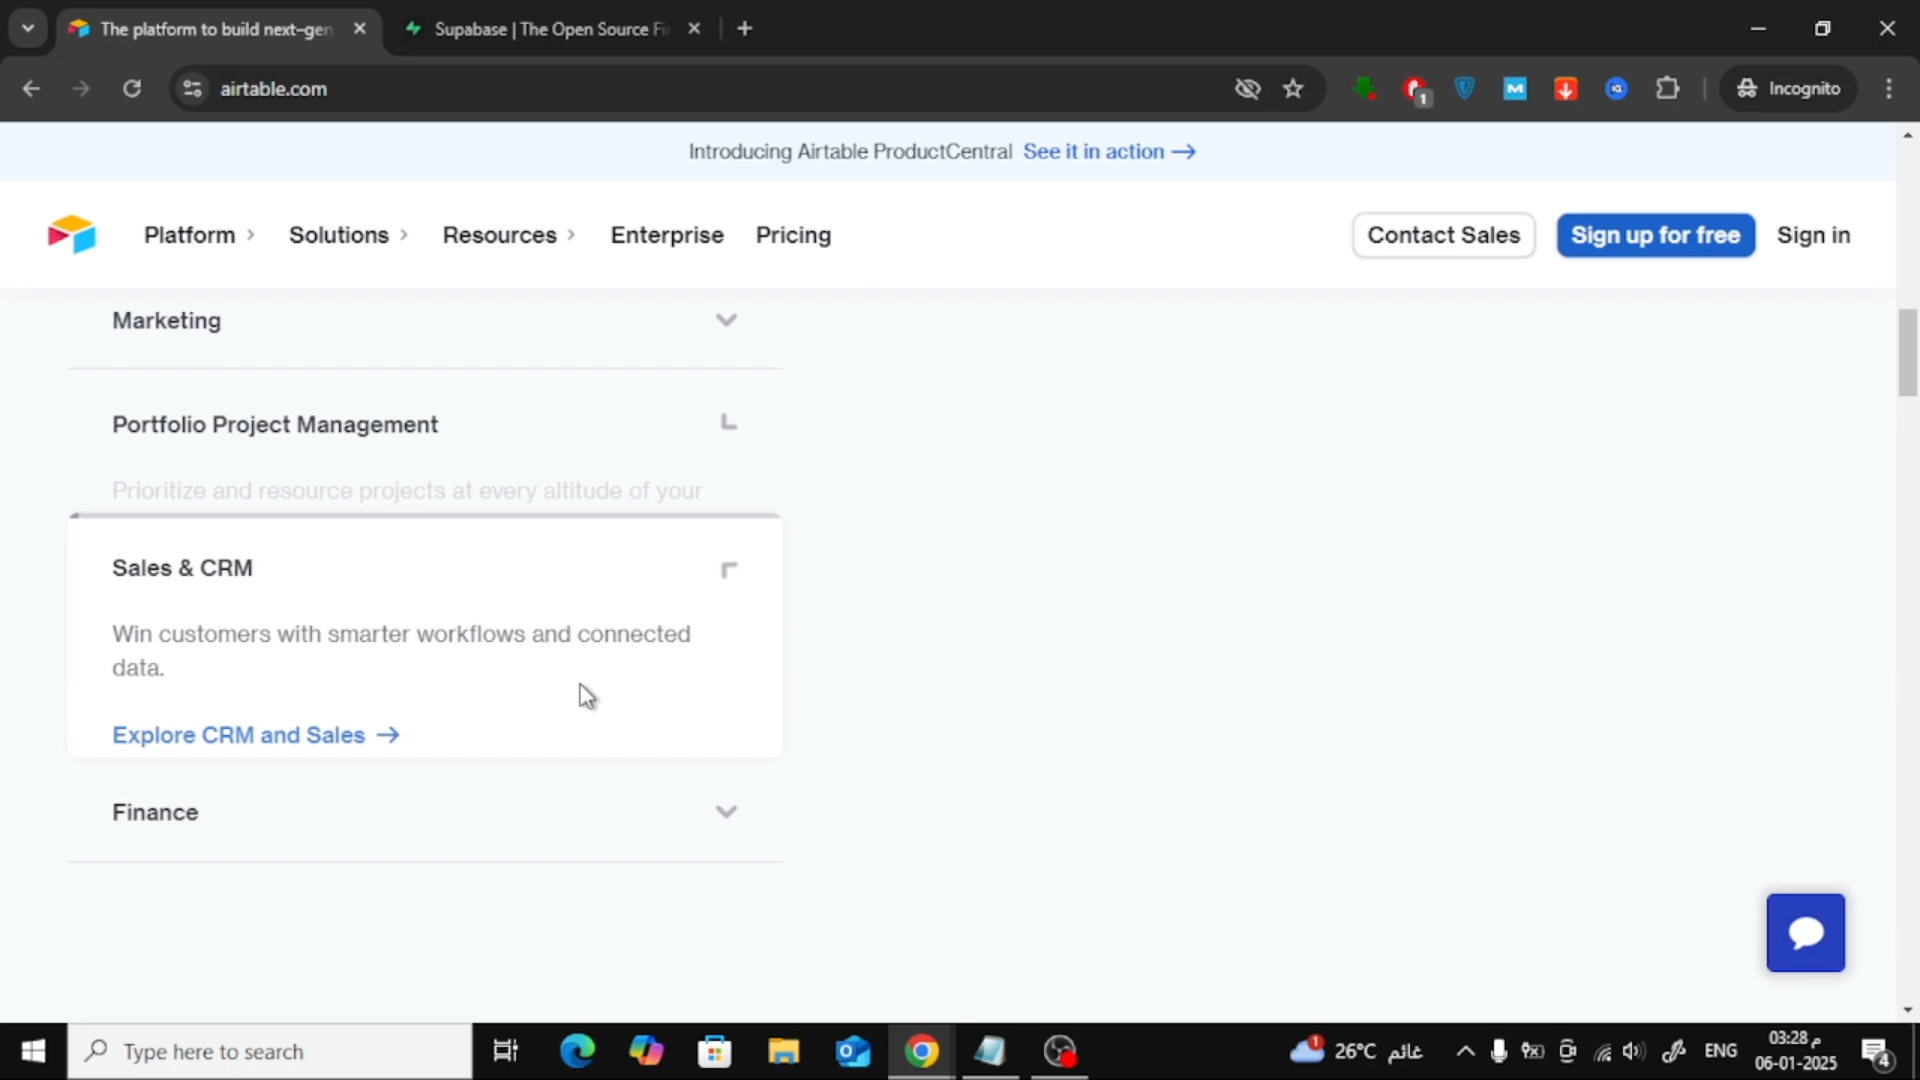 The platform to build next-gen
Supabase | The Open Source Fi
airtable.com
1
Incognito
Introducing Airtable ProductCentral See it in action →
Platform
Solutions
Resources
Enterprise
Pricing
Contact Sales
Sign up for free
Sign in
Marketing
Portfolio Project Management
Prioritize and resource projects at every altitude of your
Sales & CRM
Win customers with smarter workflows and connected
data.
Explore CRM and Sales →
Finance
Type here to search
1
26°C غائم
ENG
03:28 م
06-01-2025
4